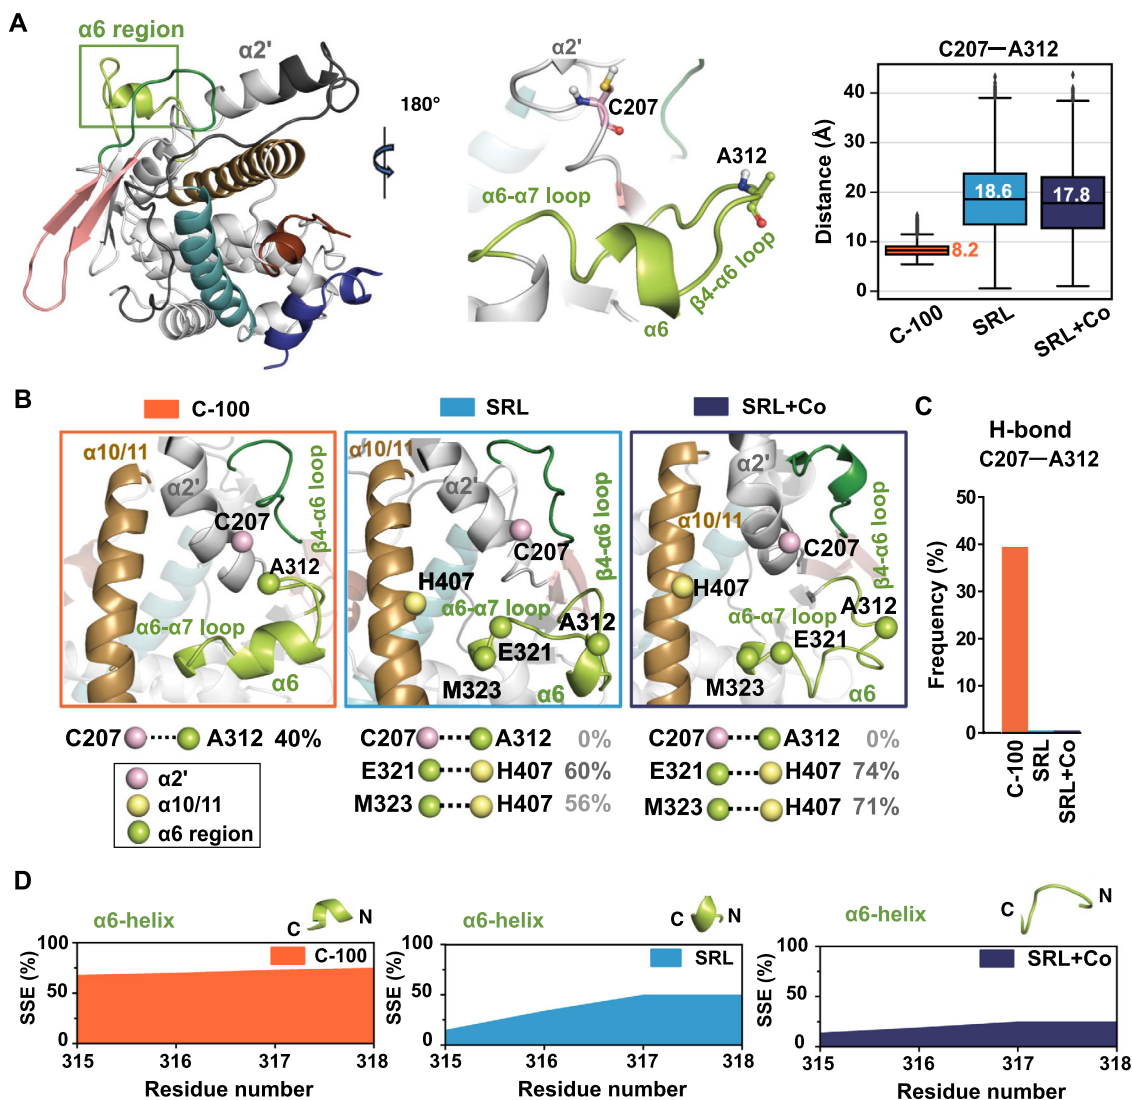 A
α6 region
α2'
180°
α2'
C207
A312
α6-α7 loop
β4-α6 loop
α6
C207—A312
Distance (Å)
40
30
20
10
0
18.6
17.8
8.2
C-100
SRL
SRL+Co
B
C-100
SRL
SRL+Co
α10/11
α2'
C207
A312
β4-α6 loop
α6-α7 loop
α6
α10/11
α2'
C207
H407
β4-α6 loop
α6-α7 loop
A312
E321
M323
α6
α2'
α10/11
C207
H407
β4-α6 loop
α6-α7 loop
A312
E321
M323
α6
C207 A312 40%
α2'
α10/11
α6 region
C207 A312 0%
E321 H407 60%
M323 H407 56%
C207 A312 0%
E321 H407 74%
M323 H407 71%
C
H-bond
C207—A312
Frequency (%)
50
40
30
20
10
0
C-100
SRL
SRL+Co
D
α6-helix
C
N
C-100
SSE (%)
100
50
0
315 316 317 318
Residue number
α6-helix
C
N
SRL
SSE (%)
100
50
0
315 316 317 318
Residue number
α6-helix
C
N
SRL+Co
SSE (%)
100
50
0
315 316 317 318
Residue number